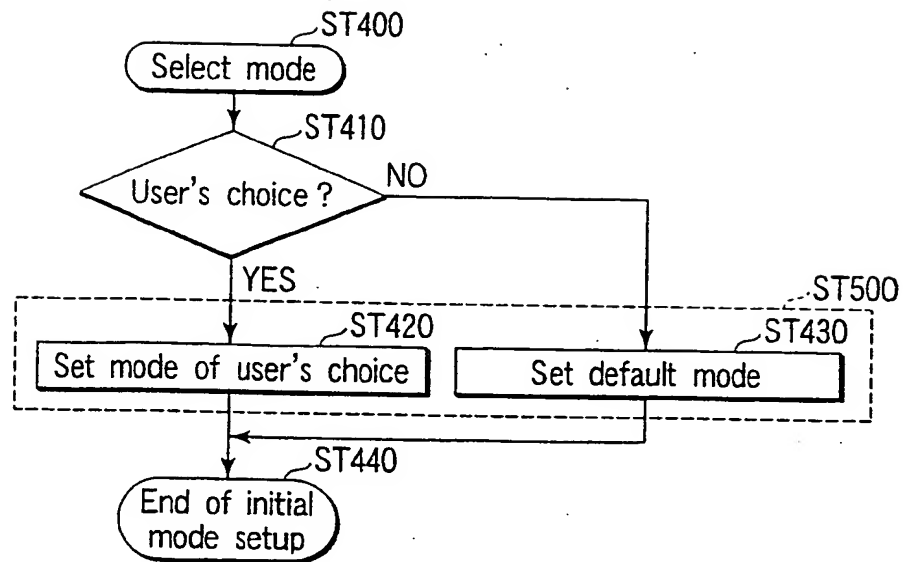 ST400
Select mode
ST410
User's choice ?
NO
YES
ST500
ST420
ST430
Set mode of user's choice
Set default mode
ST440
End of initial
mode setup